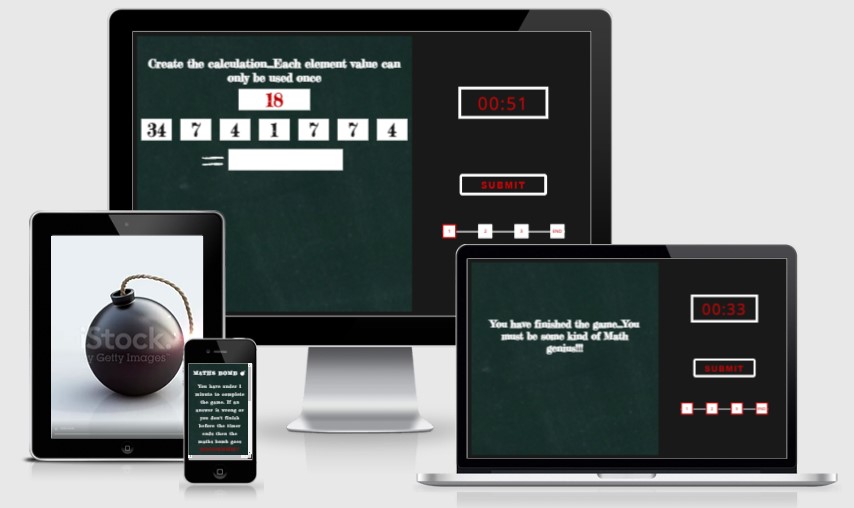 Create the calculation...Each element value can
only be used once
18
34 7 4 1 7 7 4
=
00:51
SUBMIT
1 2 3 END
iStock
by Getty Images
MATHS BOMB
You have under 1
minute to complete
the game. If an
answer is wrong or
you don't finish
before the timer
ends then the
maths bomb goes
You have finished the game...You
must be some kind of Math
genius!!!
00:33
SUBMIT
1 2 3 END